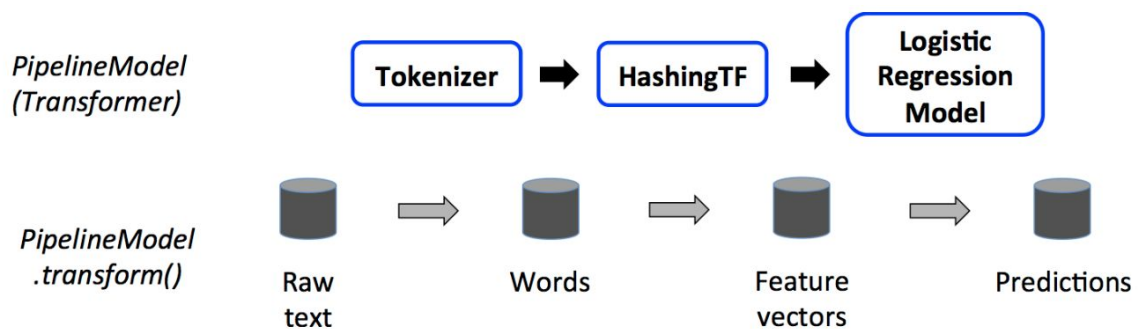 PipelineModel
(Transformer)
Tokenizer
HashingTF
Logistic
Regression
Model
PipelineModel
.transform()
Raw
text
Words
Feature
vectors
Predictions